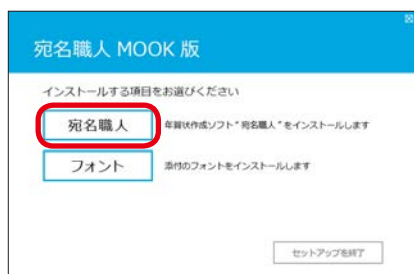 宛名職人 MOOK 版
インストールする項目をお選びください
宛名職人
年賀状作成ソフト"宛名職人"をインストールします
フォント
添付のフォントをインストールします
セットアップを終了